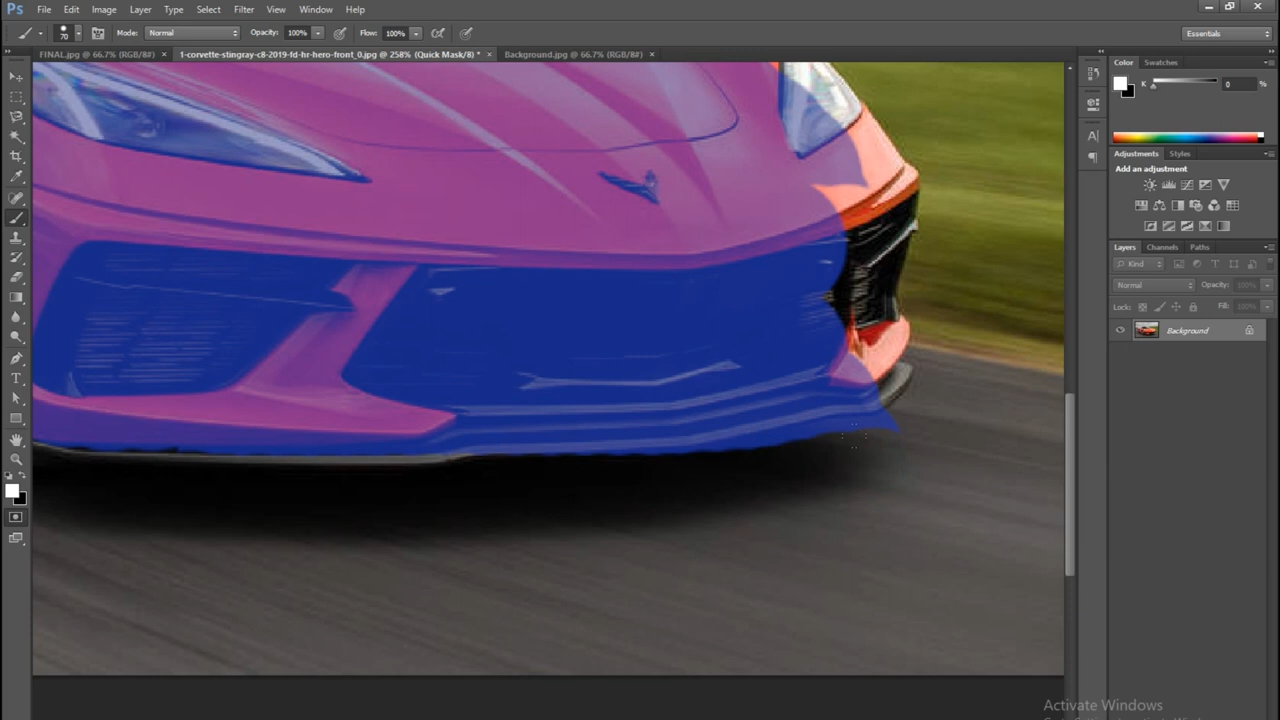 Ps File Edit Image Layer Type Select Filter View Window Help
70 Mode: Normal Opacity: 100% Flow: 100% Essentials
FINAL.jpg @ 66.7% (RGB/8#) × 1-corvette-stingray-c8-2019-fd-hr-hero-front_0.jpg @ 258% (Quick Mask/8) * × Background.jpg @ 66.7% (RGB/8#) ×
Color Swatches
K 0 %
Adjustments Styles
Add an adjustment
Layers Channels Paths
Kind
Normal Opacity: 100%
Lock: Fill: 100%
Background
Activate Windows